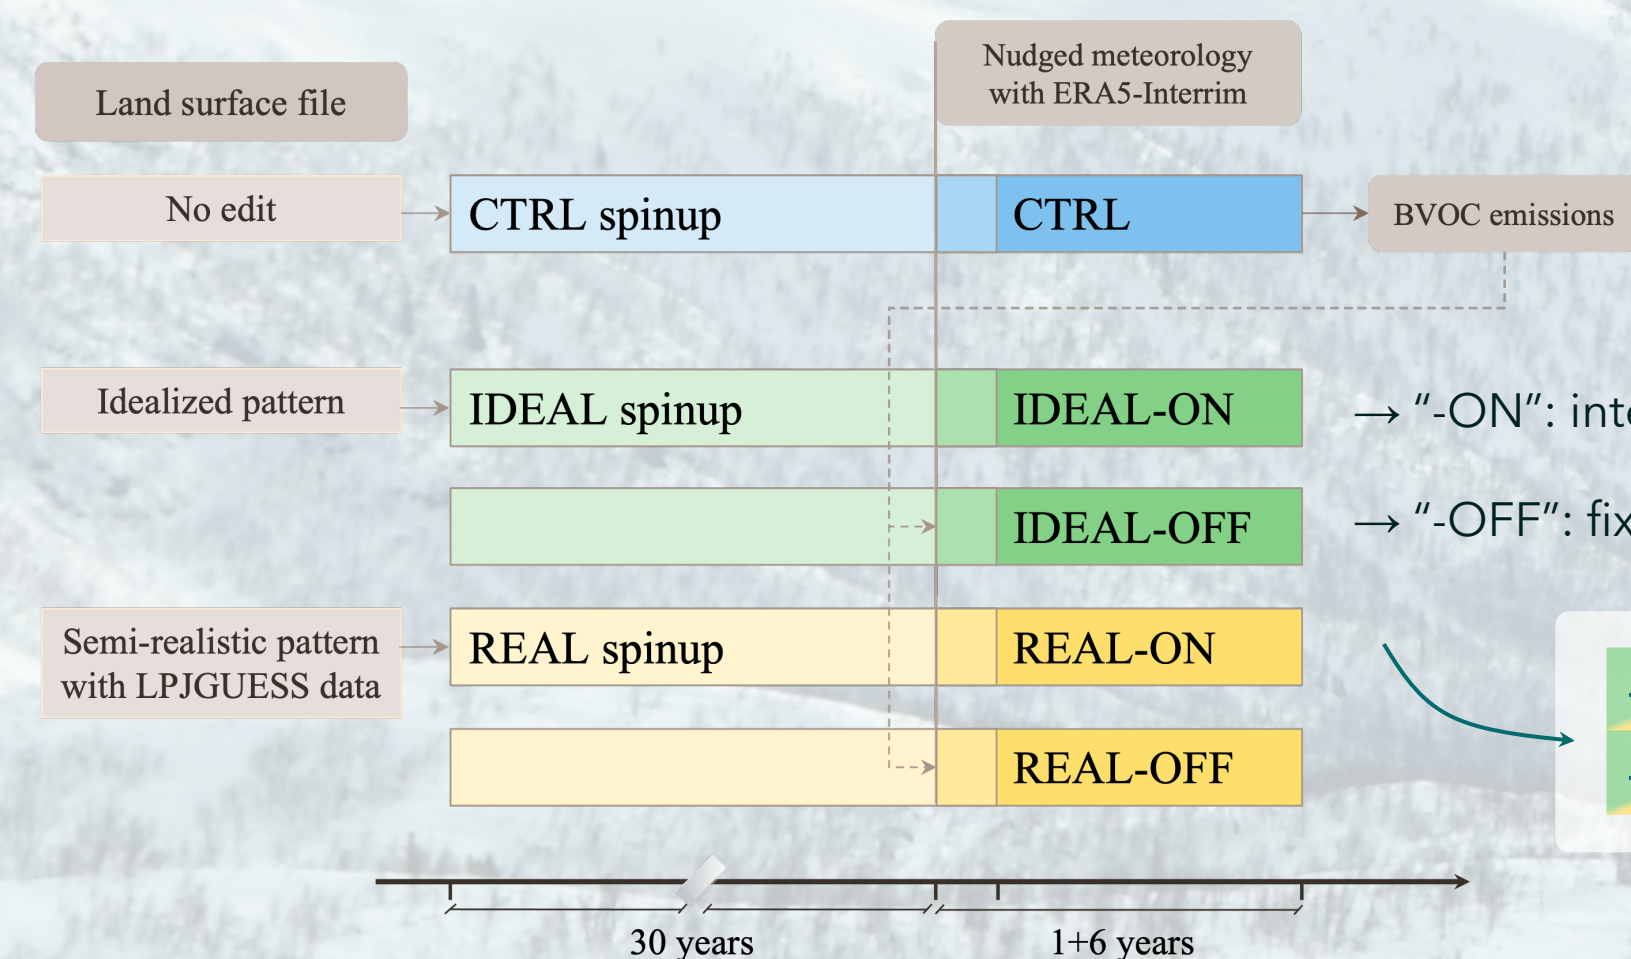 Nudged meteorology
with ERA5-Interrim
Land surface file
No edit
CTRL spinup
CTRL
BVOC emissions
Idealized pattern
IDEAL spinup
IDEAL-ON
→ “-ON”: inte
IDEAL-OFF
→ “-OFF”: fix
Semi-realistic pattern
with LPJGUESS data
REAL spinup
REAL-ON
REAL-OFF
30 years
1+6 years